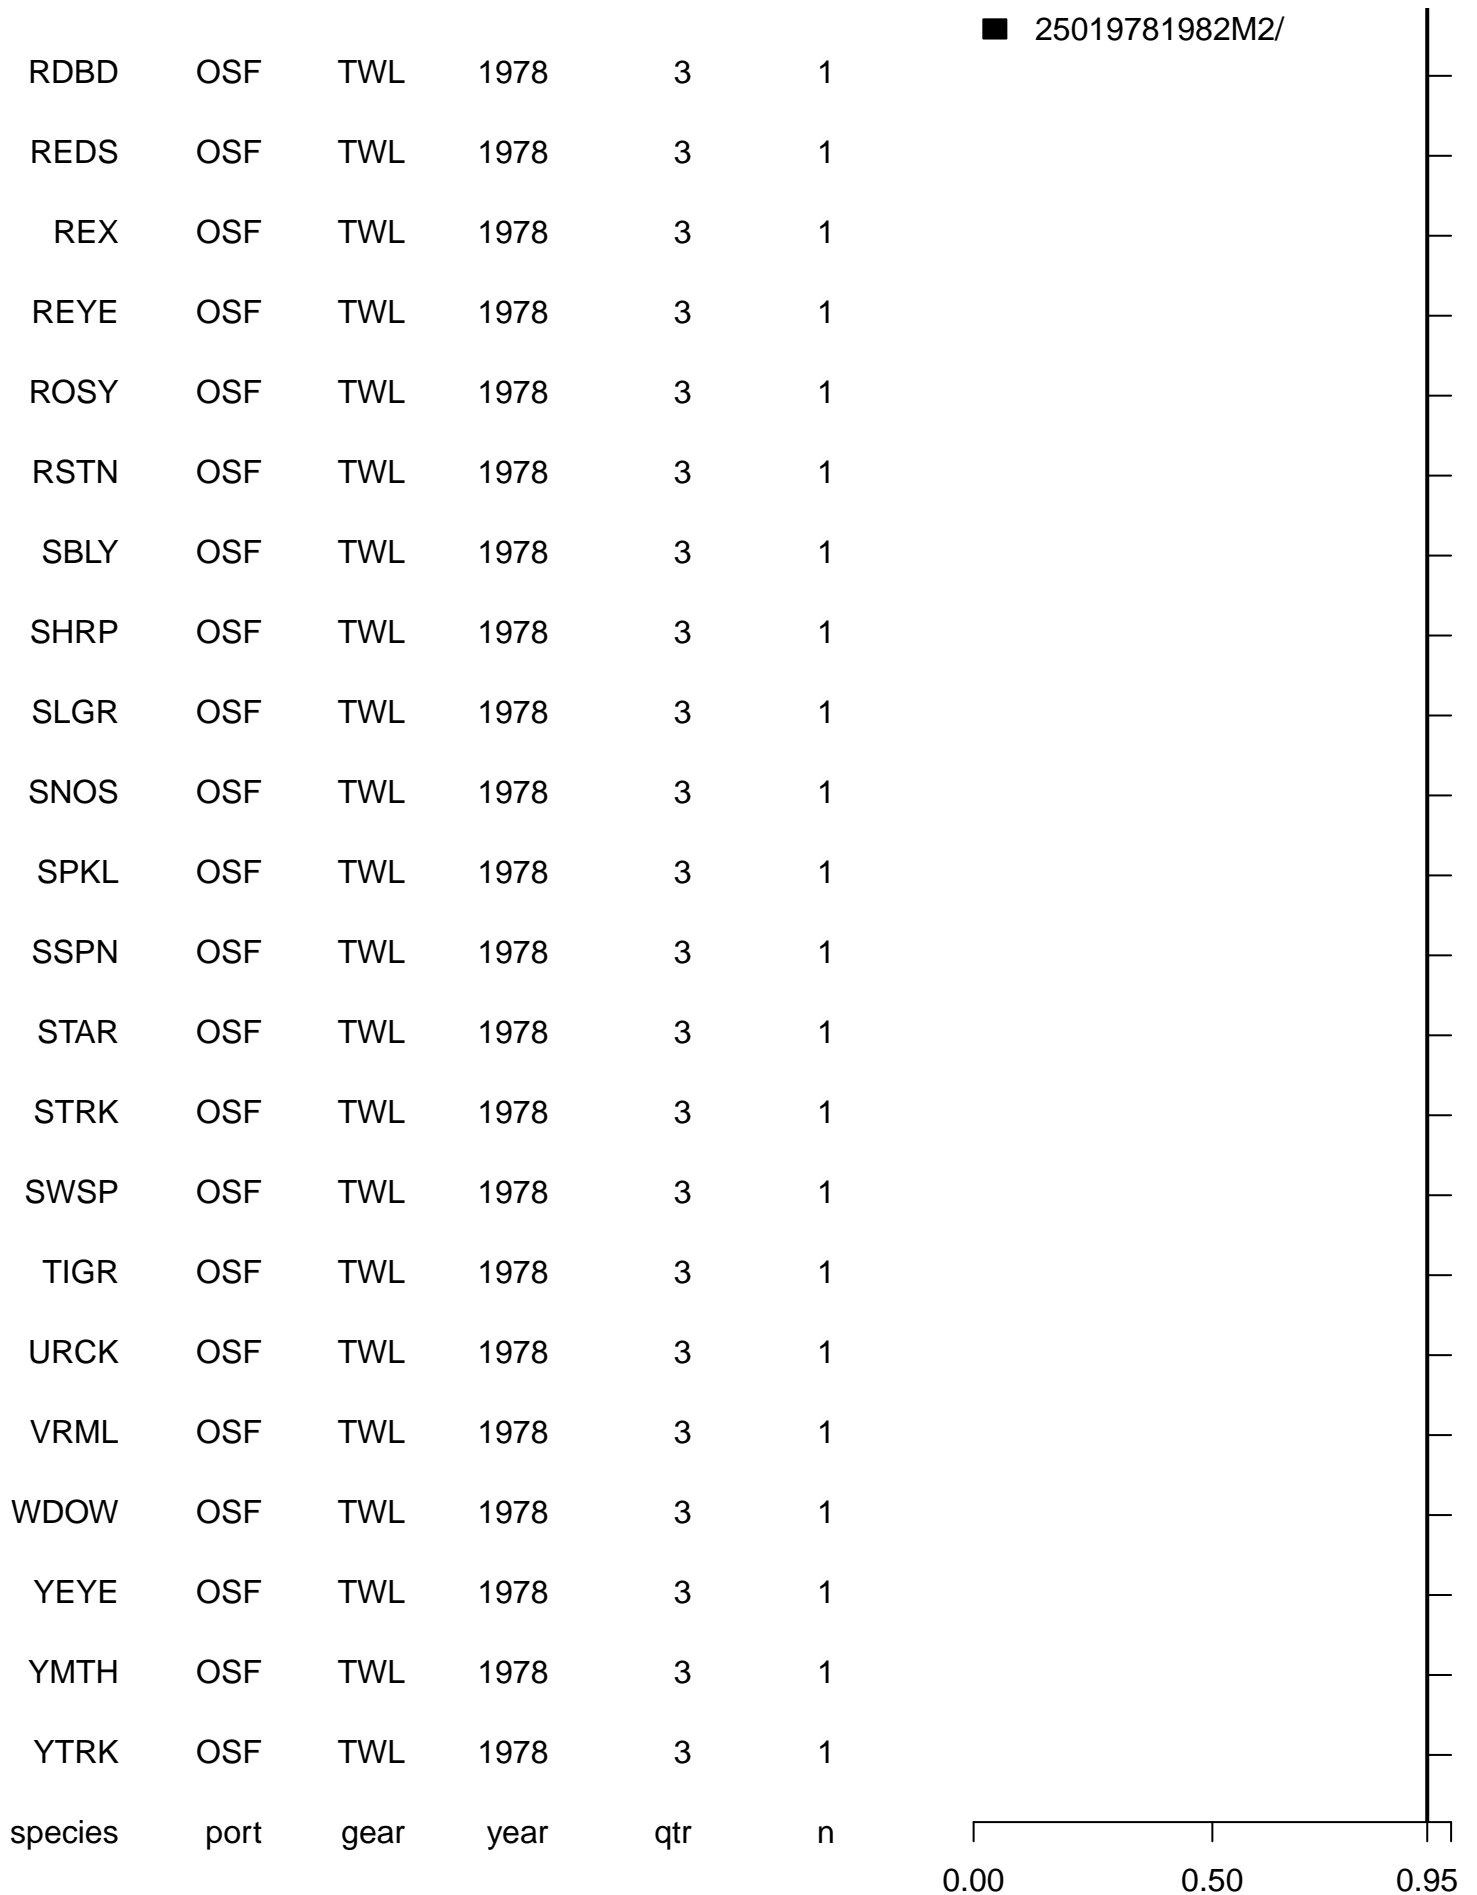 25019781982M2/
RDBD OSF TWL 1978 3 1
REDS OSF TWL 1978 3 1
REX OSF TWL 1978 3 1
REYE OSF TWL 1978 3 1
ROSY OSF TWL 1978 3 1
RSTN OSF TWL 1978 3 1
SBLY OSF TWL 1978 3 1
SHRP OSF TWL 1978 3 1
SLGR OSF TWL 1978 3 1
SNOS OSF TWL 1978 3 1
SPKL OSF TWL 1978 3 1
SSPN OSF TWL 1978 3 1
STAR OSF TWL 1978 3 1
STRK OSF TWL 1978 3 1
SWSP OSF TWL 1978 3 1
TIGR OSF TWL 1978 3 1
URCK OSF TWL 1978 3 1
VRML OSF TWL 1978 3 1
WDOW OSF TWL 1978 3 1
YEYE OSF TWL 1978 3 1
YMTH OSF TWL 1978 3 1
YTRK OSF TWL 1978 3 1
species port gear year qtr n
0.00 0.50 0.95